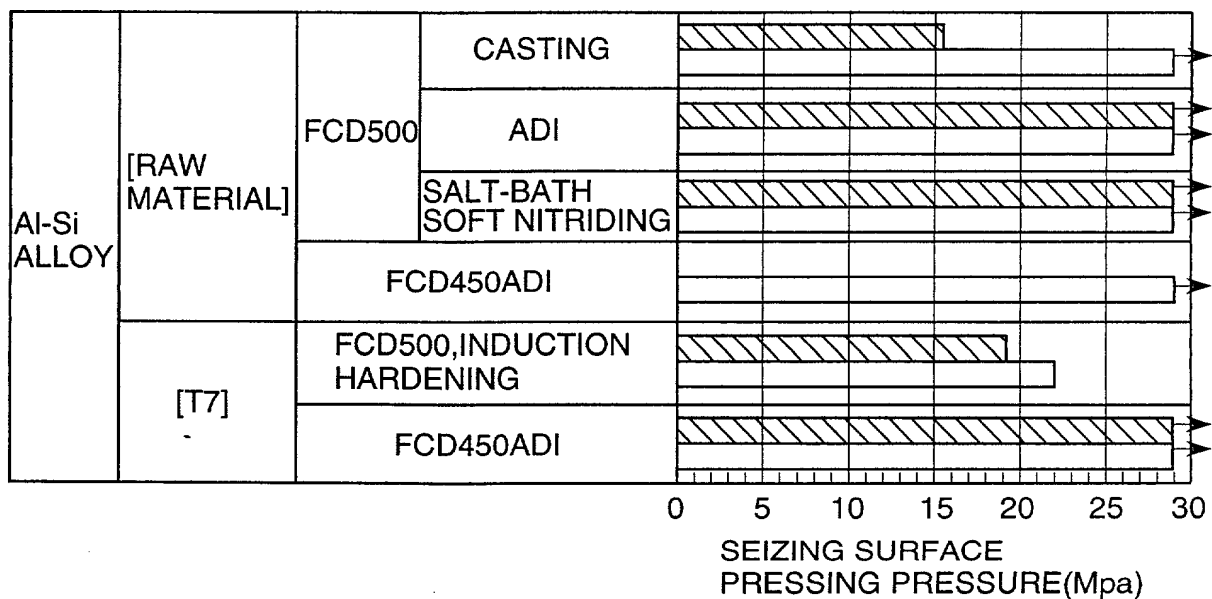 Al-Si
ALLOY
[RAW
MATERIAL]
FCD500
CASTING
ADI
SALT-BATH
SOFT NITRIDING
FCD450ADI
[T7]
FCD500,INDUCTION
HARDENING
FCD450ADI
0 5 10 15 20 25 30
SEIZING SURFACE
PRESSING PRESSURE(Mpa)